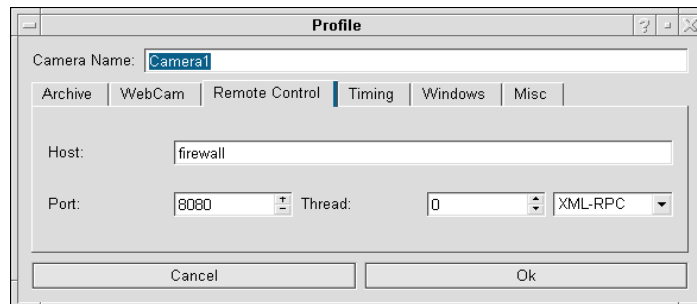 Profile
Camera Name: Camera1
Archive WebCam Remote Control Timing Windows Misc
Host: firewall
Port: 8080 Thread: 0 XML-RPC
Cancel Ok